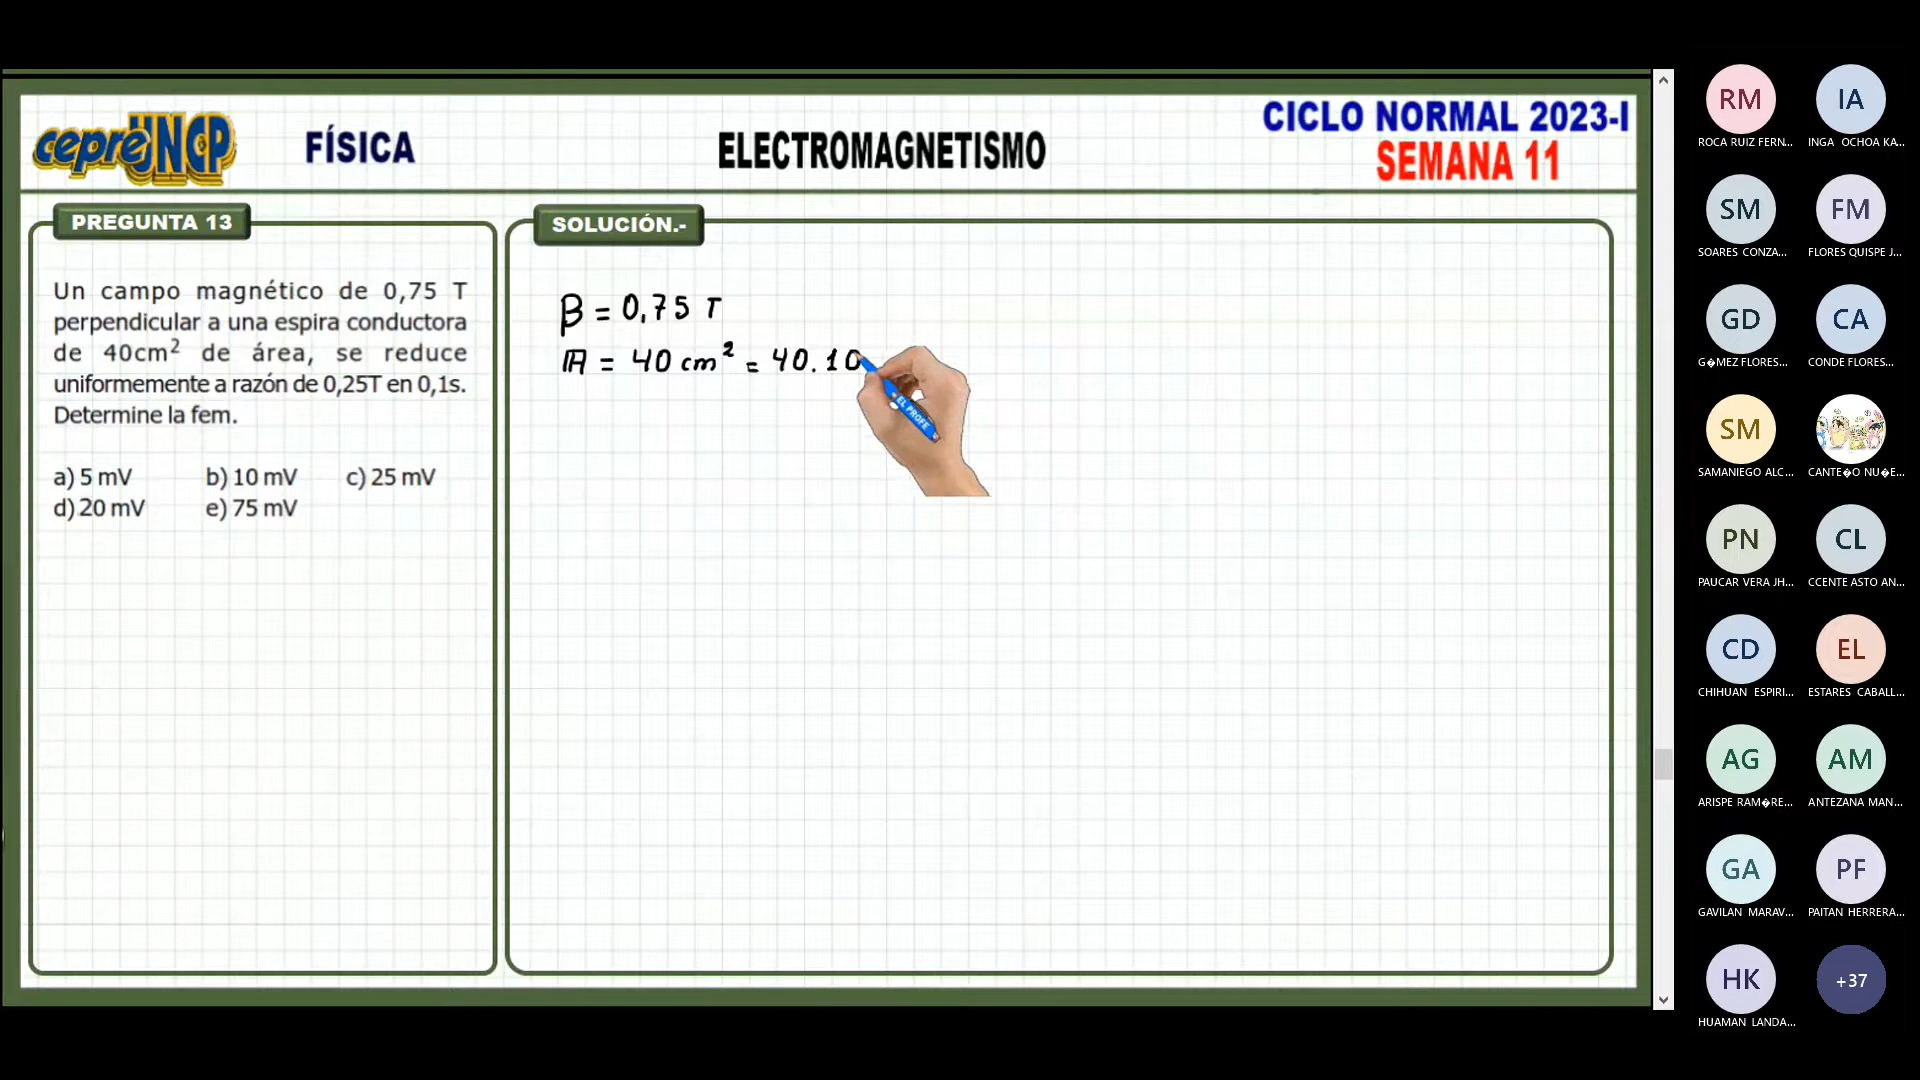 cepreUNCP
FÍSICA
ELECTROMAGNETISMO
CICLO NORMAL 2023-I
SEMANA 11
PREGUNTA 13
Un campo magnético de 0,75 T
perpendicular a una espira conductora
de 40cm² de área, se reduce
uniformemente a razón de 0,25T en 0,1s.
Determine la fem.
a) 5 mV b) 10 mV c) 25 mV
d) 20 mV e) 75 mV
SOLUCIÓN.-
B = 0,75 T
A = 40 cm² = 40.10
EL PROFE
RM
ROCA RUIZ FERN...
IA
INGA OCHOA KA...
SM
SOARES CONZA...
FM
FLORES QUISPE J...
GD
G�MEZ FLORES...
CA
CONDE FLORES...
SM
SAMANIEGO ALC...
CANTE�O NU�E...
PN
PAUCAR VERA JH...
CL
CCENTE ASTO AN...
CD
CHIHUAN ESPIRI...
EL
ESTARES CABALL...
AG
ARISPE RAM�RE...
AM
ANTEZANA MAN...
GA
GAVILAN MARAV...
PF
PAITAN HERRERA...
HK
HUAMAN LANDA...
+37